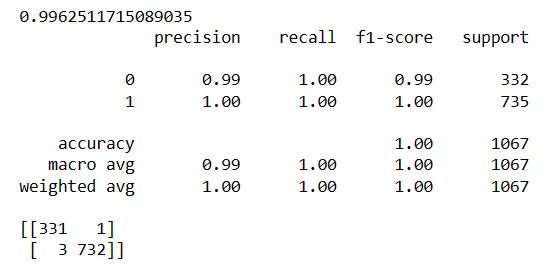 0.9962511715089035
precision recall f1-score support
0 0.99 1.00 0.99 332
1 1.00 1.00 1.00 735
accuracy 1.00 1067
macro avg 0.99 1.00 1.00 1067
weighted avg 1.00 1.00 1.00 1067
[[331 1]
[ 3 732]]